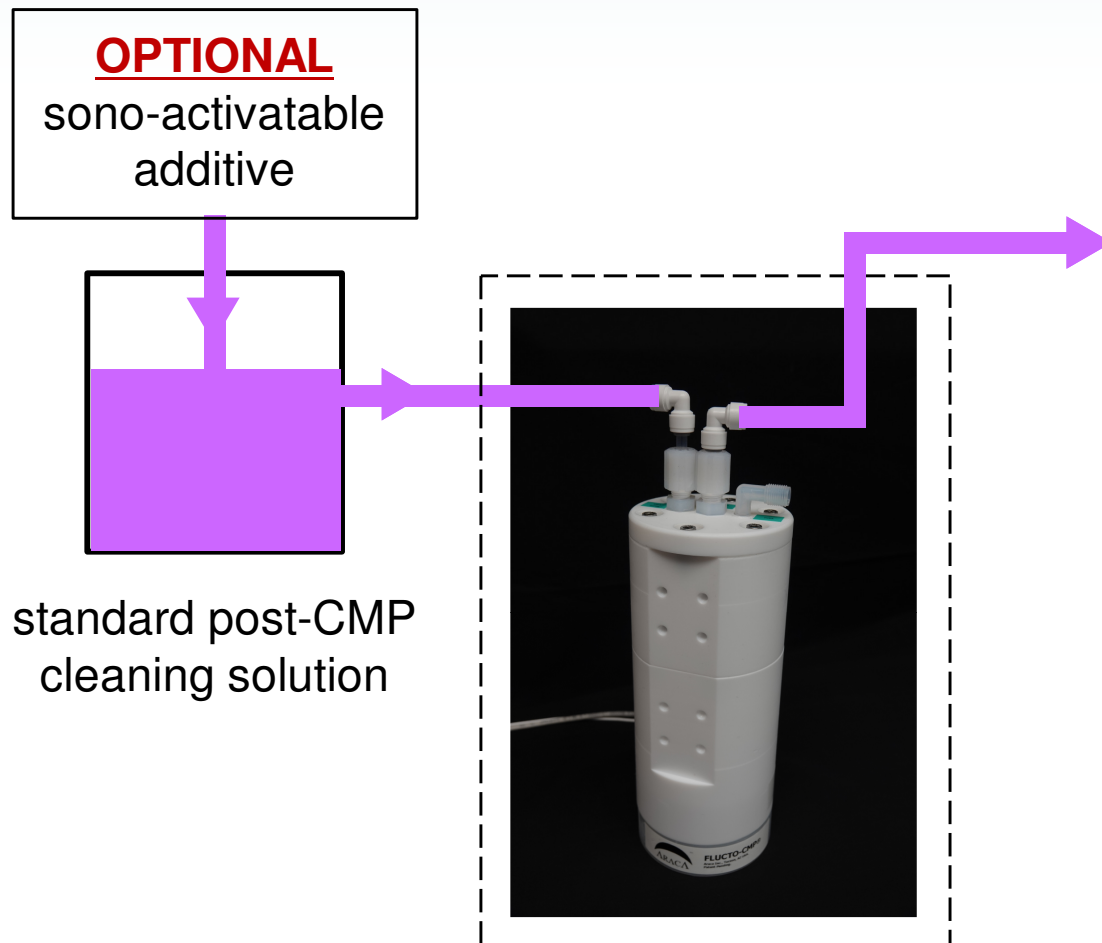 OPTIONAL
sono-activatable
additive
standard post-CMP
cleaning solution
ARACA
FLUCTO-CMP®